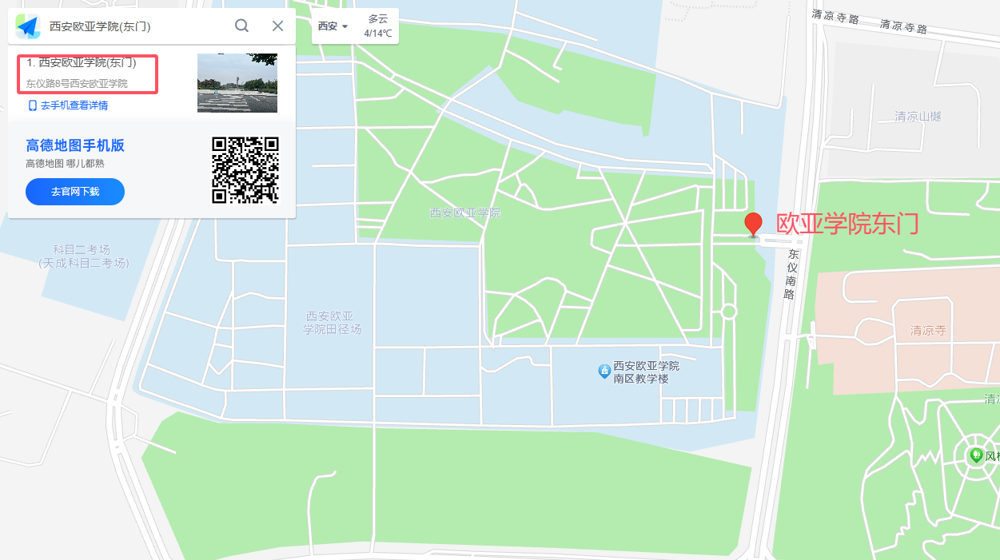 西安欧亚学院(东门)
西安
多云
4/14℃
1. 西安欧亚学院(东门)
东仪路8号西安欧亚学院
去手机查看详情
高德地图手机版
高德地图 哪儿都熟
去官网下载
清凉寺路
清凉寺路
清凉山樾
西安欧亚学院
欧亚学院东门
科目二考场
(天成科目二考场)
东仪南路
西安欧亚
学院田径场
清凉寺
西安欧亚学院
南区教学楼